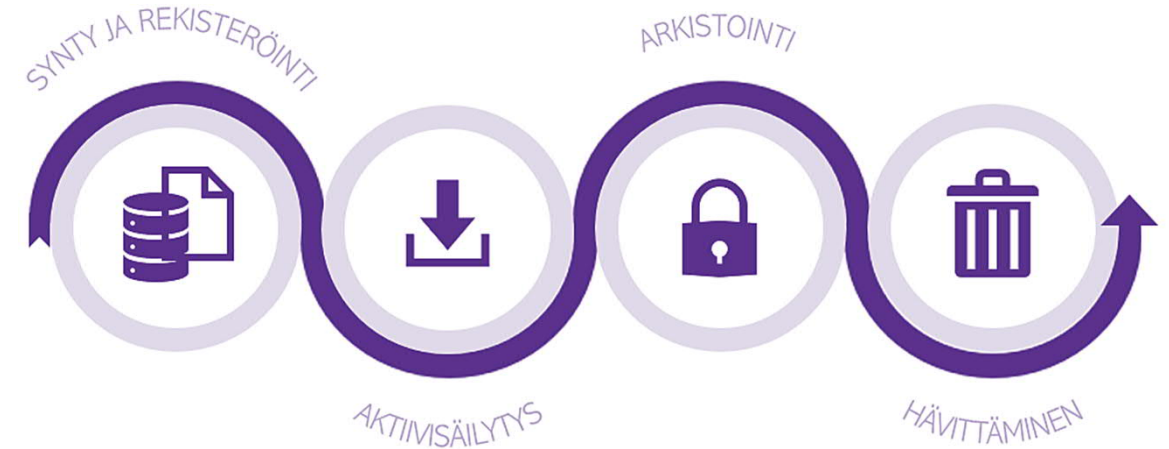 SYNTY JA REKISTERÖINTI
AKTIIVISÄILYTYS
ARKISTOINTI
HÄVITTÄMINEN